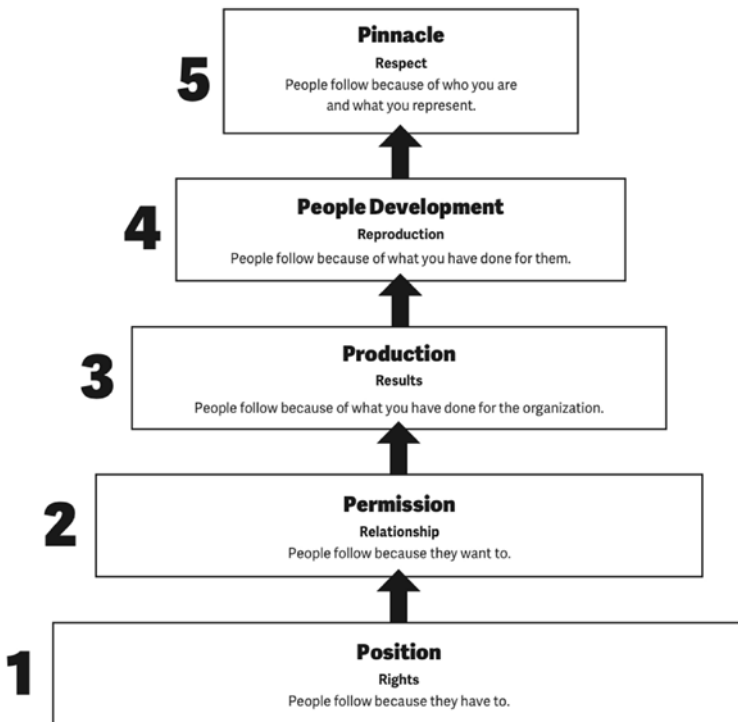 5
Pinnacle
Respect
People follow because of who you are
and what you represent.
4
People Development
Reproduction
People follow because of what you have done for them.
3
Production
Results
People follow because of what you have done for the organization.
2
Permission
Relationship
People follow because they want to.
1
Position
Rights
People follow because they have to.